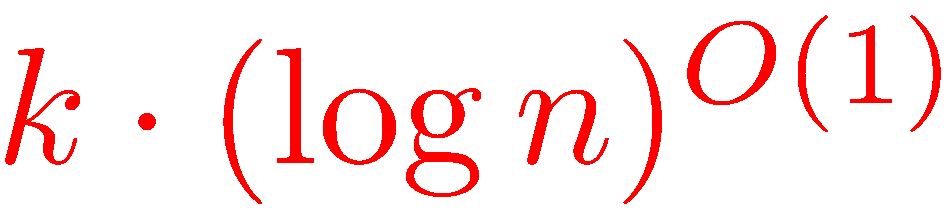 k · (log n)^{O(1)}